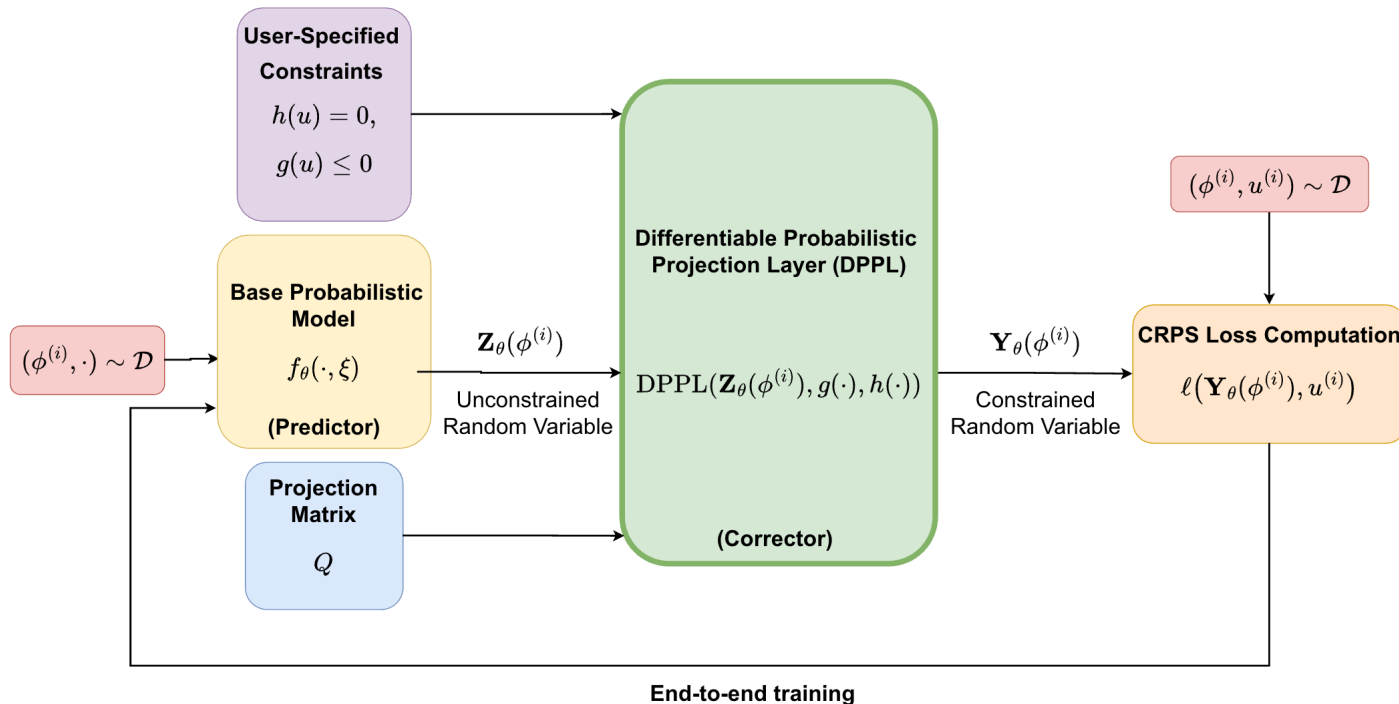 User-Specified
Constraints
h(u) = 0,
g(u) ≤ 0
(ϕ^{(i)}, ·) ∼ 𝒟
Base Probabilistic
Model
f_θ(·, ξ)
(Predictor)
Projection
Matrix
Q
𝐙_θ(ϕ^{(i)})
Unconstrained
Random Variable
Differentiable Probabilistic
Projection Layer (DPPL)
DPPL(𝐙_θ(ϕ^{(i)}), g(·), h(·))
(Corrector)
𝐘_θ(ϕ^{(i)})
Constrained
Random Variable
(ϕ^{(i)}, u^{(i)}) ∼ 𝒟
CRPS Loss Computation
ℓ(𝐘_θ(ϕ^{(i)}), u^{(i)})
End-to-end training